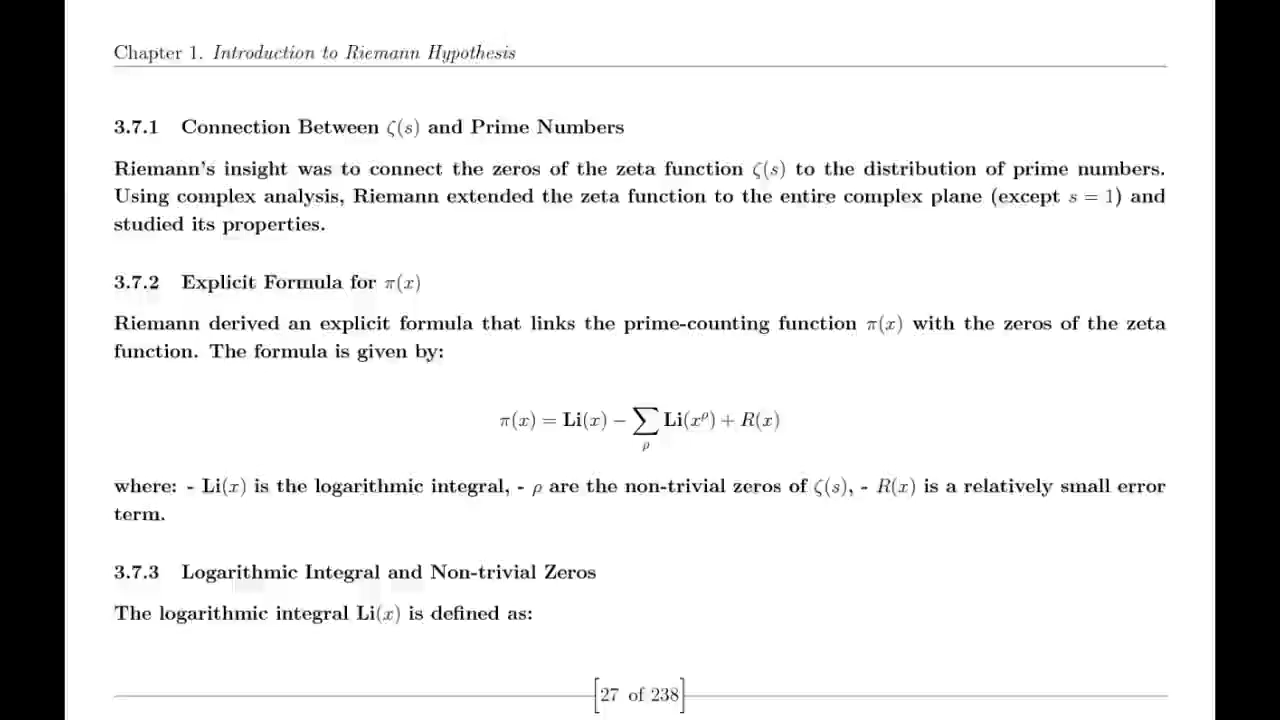 Chapter 1. Introduction to Riemann Hypothesis
3.7.1 Connection Between ζ(s) and Prime Numbers
Riemann's insight was to connect the zeros of the zeta function ζ(s) to the distribution of prime numbers.
Using complex analysis, Riemann extended the zeta function to the entire complex plane (except s = 1) and
studied its properties.
3.7.2 Explicit Formula for π(x)
Riemann derived an explicit formula that links the prime-counting function π(x) with the zeros of the zeta
function. The formula is given by:
π(x) = Li(x) − ∑ρ Li(x^ρ) + R(x)
where: - Li(x) is the logarithmic integral, - ρ are the non-trivial zeros of ζ(s), - R(x) is a relatively small error
term.
3.7.3 Logarithmic Integral and Non-trivial Zeros
The logarithmic integral Li(x) is defined as:
[27 of 238]